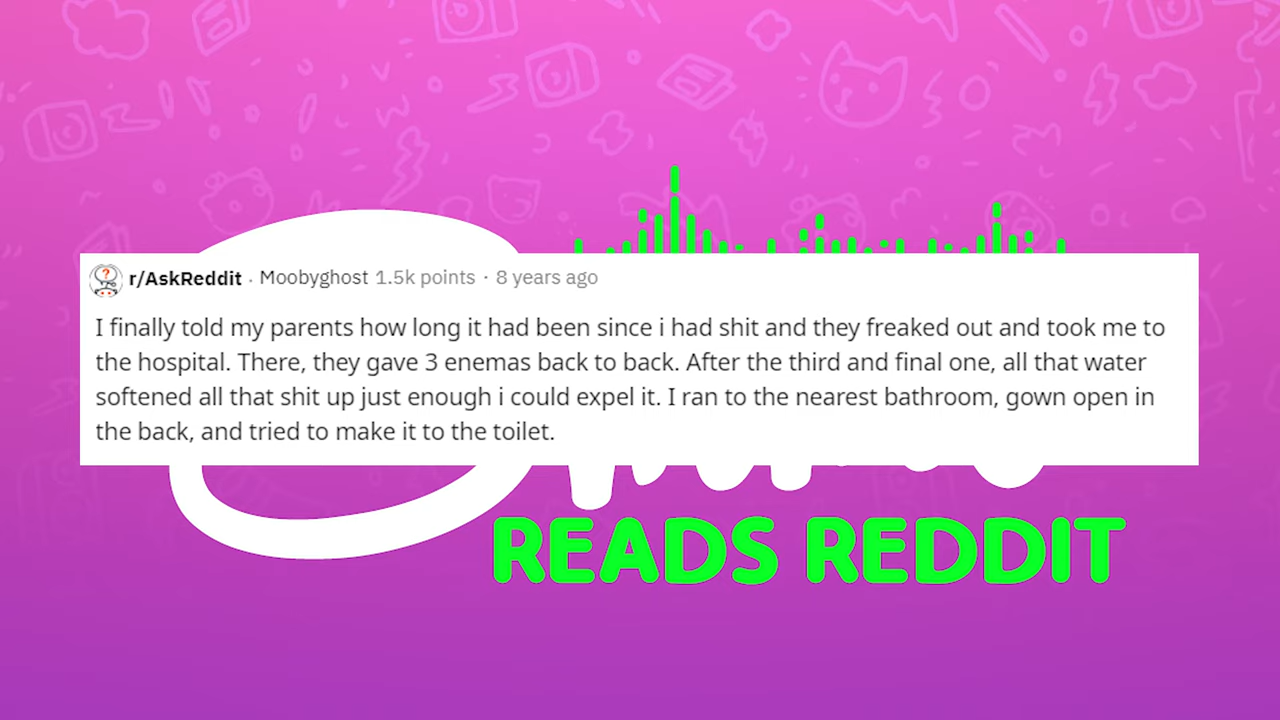 r/AskReddit · Moobyghost 1.5k points · 8 years ago
I finally told my parents how long it had been since i had shit and they freaked out and took me to
the hospital. There, they gave 3 enemas back to back. After the third and final one, all that water
softened all that shit up just enough i could expel it. I ran to the nearest bathroom, gown open in
the back, and tried to make it to the toilet.
READS REDDIT